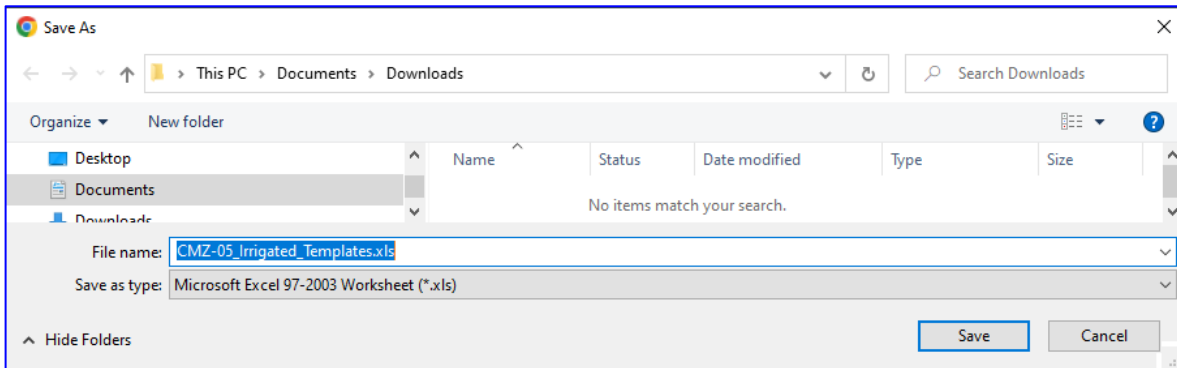 Save As
This PC > Documents > Downloads Search Downloads
Organize New folder ?
Desktop Name Status Date modified Type Size
Documents
No items match your search.
Downloads
File name: CMZ-05_Irrigated_Templates.xls
Save as type: Microsoft Excel 97-2003 Worksheet (*.xls)
Hide Folders Save Cancel